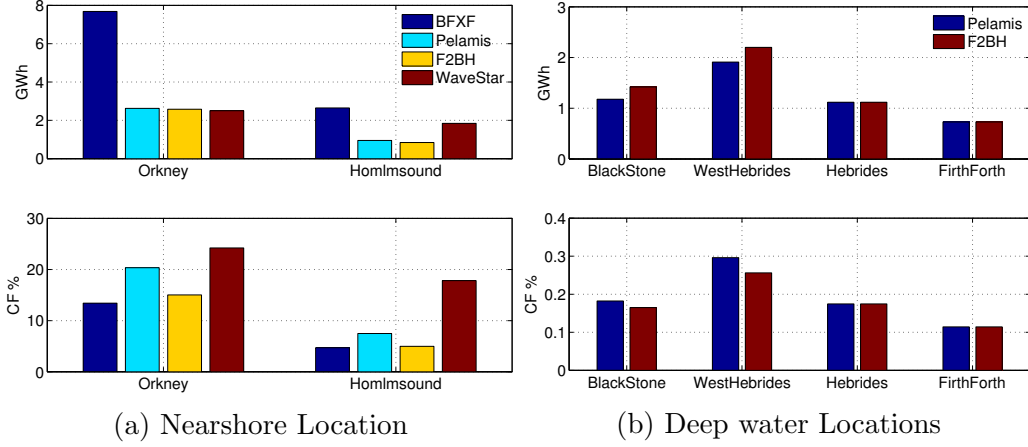 8
6
4
2
0
GWh
BFXF
Pelamis
F2BH
WaveStar
Orkney
Homlmsound
30
20
10
0
CF %
Orkney
Homlmsound
(a) Nearshore Location
3
2
1
0
GWh
Pelamis
F2BH
BlackStone WestHebrides Hebrides FirthForth
0.4
0.3
0.2
0.1
0
CF %
BlackStone WestHebrides Hebrides FirthForth
(b) Deep water Locations